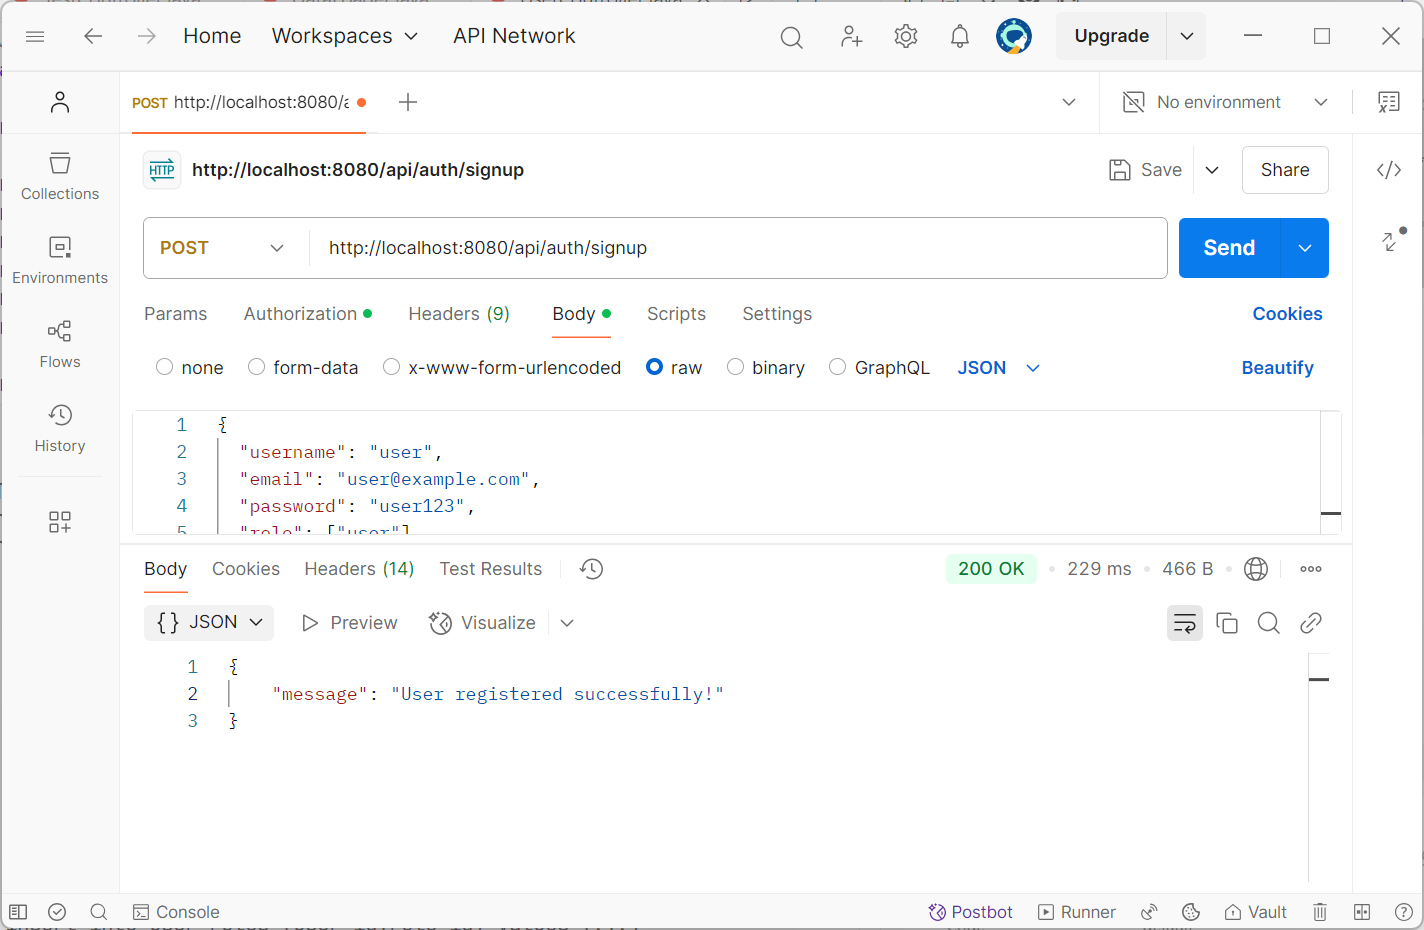 Home Workspaces API Network Upgrade
POST http://localhost:8080/a No environment
HTTP http://localhost:8080/api/auth/signup Save Share
Collections
Environments
Flows
History
POST http://localhost:8080/api/auth/signup Send
Params Authorization Headers (9) Body Scripts Settings Cookies
none form-data x-www-form-urlencoded raw binary GraphQL JSON Beautify
1 {
2 "username": "user",
3 "email": "user@example.com",
4 "password": "user123",
5 "role": ["user"]
Body Cookies Headers (14) Test Results 200 OK 229 ms 466 B
{} JSON Preview Visualize
1 {
2 "message": "User registered successfully!"
3 }
Console Postbot Runner Vault